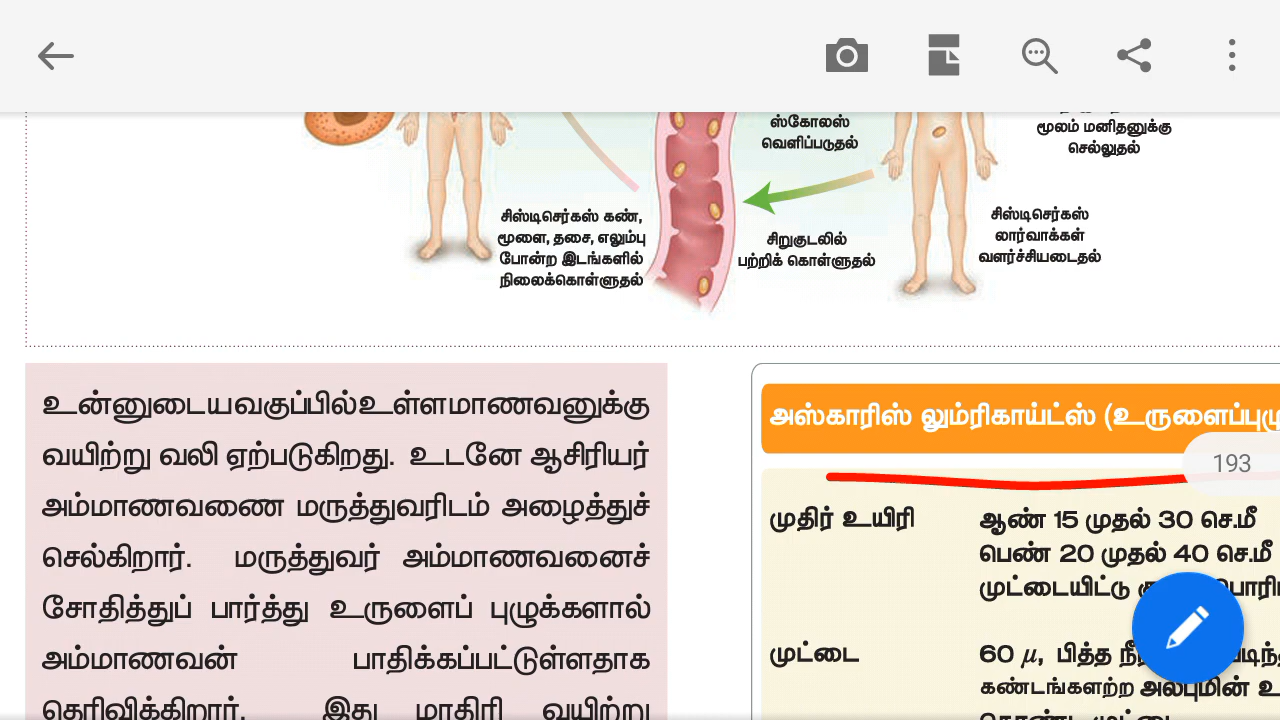 ஸ்கோலஸ்
வெளிப்படுதல்
மூலம் மனிதனுக்கு
செல்லுதல்
சிஸ்டிசெர்கஸ் கண்,
மூளை, தசை, எலும்பு
போன்ற இடங்களில்
நிலைக்கொள்ளுதல்
சிறுகுடலில்
பற்றிக் கொள்ளுதல்
சிஸ்டிசெர்கஸ்
லார்வாக்கள்
வளர்ச்சியடைதல்
உன்னுடைய வகுப்பில் உள்ள மாணவனுக்கு
வயிற்று வலி ஏற்படுகிறது. உடனே ஆசிரியர்
அம்மாணவணை மருத்துவரிடம் அழைத்துச்
செல்கிறார். மருத்துவர் அம்மாணவனைச்
சோதித்துப் பார்த்து உருளைப் புழுக்களால்
அம்மாணவன் பாதிக்கப்பட்டுள்ளதாக
தெரிவிக்கிறார். இது மாதிரி வயிற்று
அஸ்காரிஸ் லும்ரிகாய்ட்ஸ் (உருளைப்புழு
193
முதிர் உயிரி
ஆண் 15 முதல் 30 செ.மீ
பெண் 20 முதல் 40 செ.மீ
முட்டையிட்டு
முட்டை
60 μ, பித்த
கண்டங்களற்ற அல்புமின்
கொண்ட முட்டை